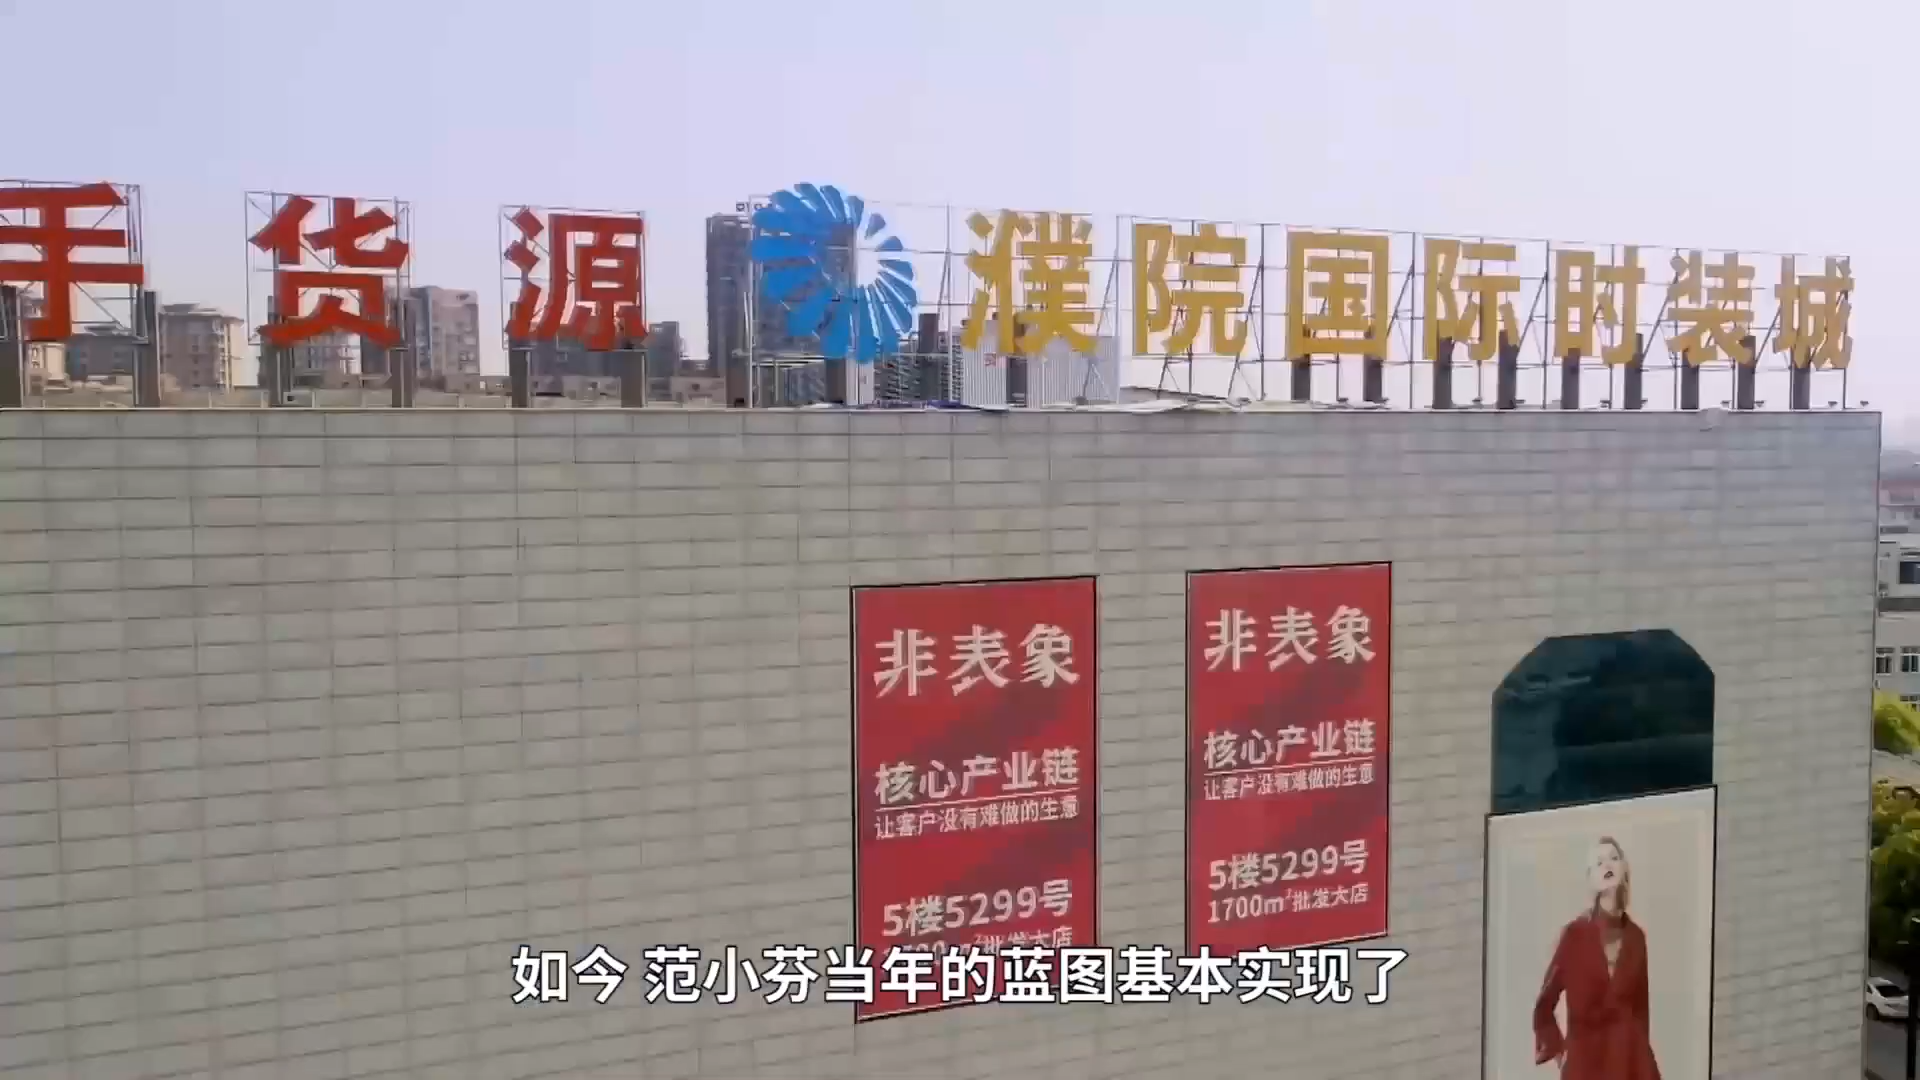 手货源 濮院国际时装城
非表象
核心产业链
让客户没有难做的生意
5楼5299号
批发大店
非表象
核心产业链
让客户没有难做的生意
5楼5299号
1700m²批发大店
如今 范小芬当年的蓝图基本实现了